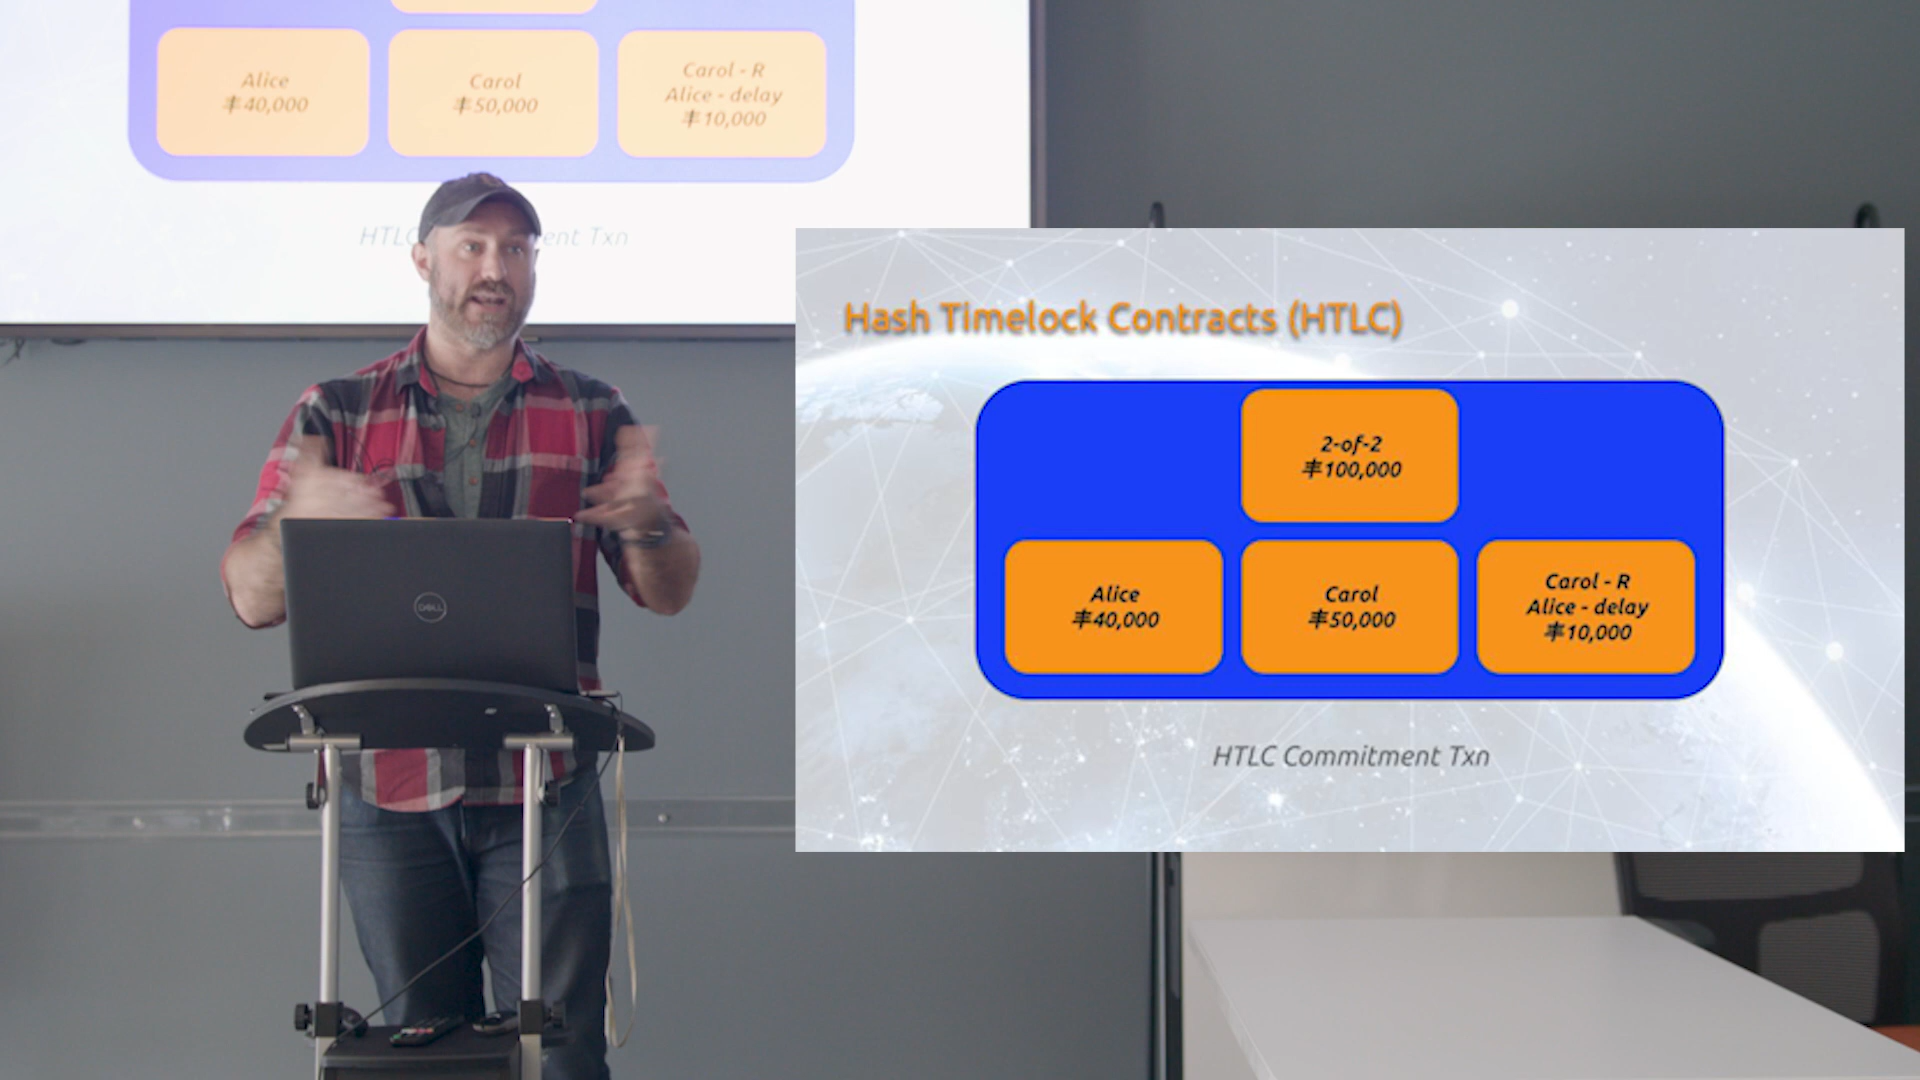 Alice
丰40,000
Carol
丰50,000
Carol - R
Alice - delay
丰10,000
ent Txn
DELL
Hash Timelock Contracts (HTLC)
2-of-2
丰100,000
Alice
丰40,000
Carol
丰50,000
Carol - R
Alice - delay
丰10,000
HTLC Commitment Txn